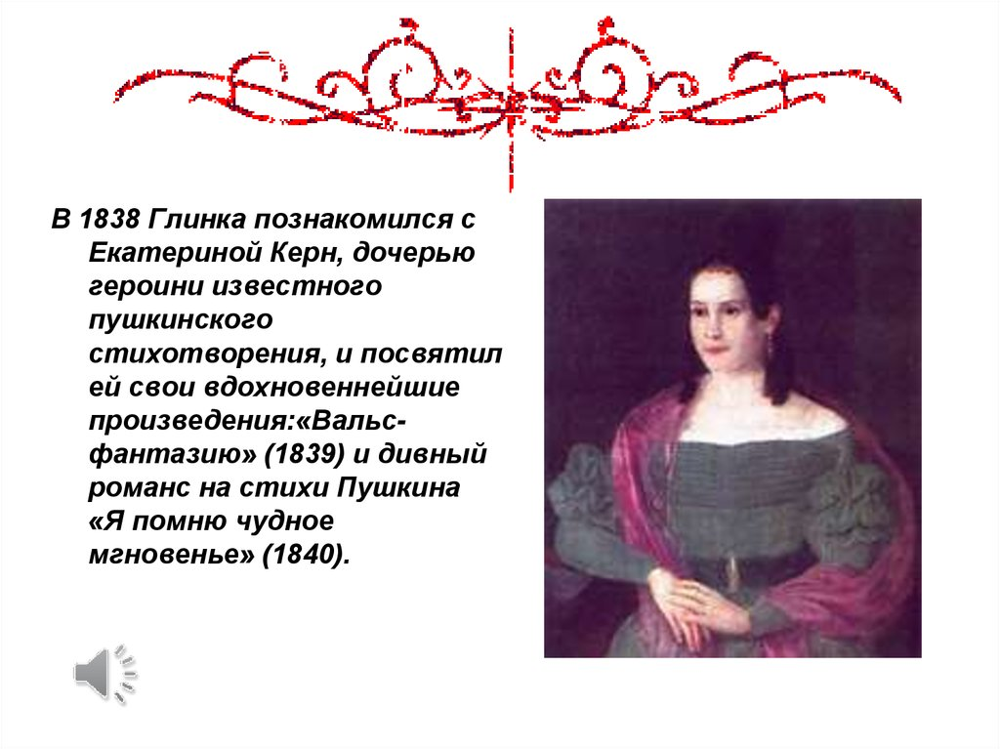 В 1838 Глинка познакомился с
Екатериной Керн, дочерью
героини известного
пушкинского
стихотворения, и посвятил
ей свои вдохновеннейшие
произведения:«Вальс-
фантазию» (1839) и дивный
романс на стихи Пушкина
«Я помню чудное
мгновенье» (1840).